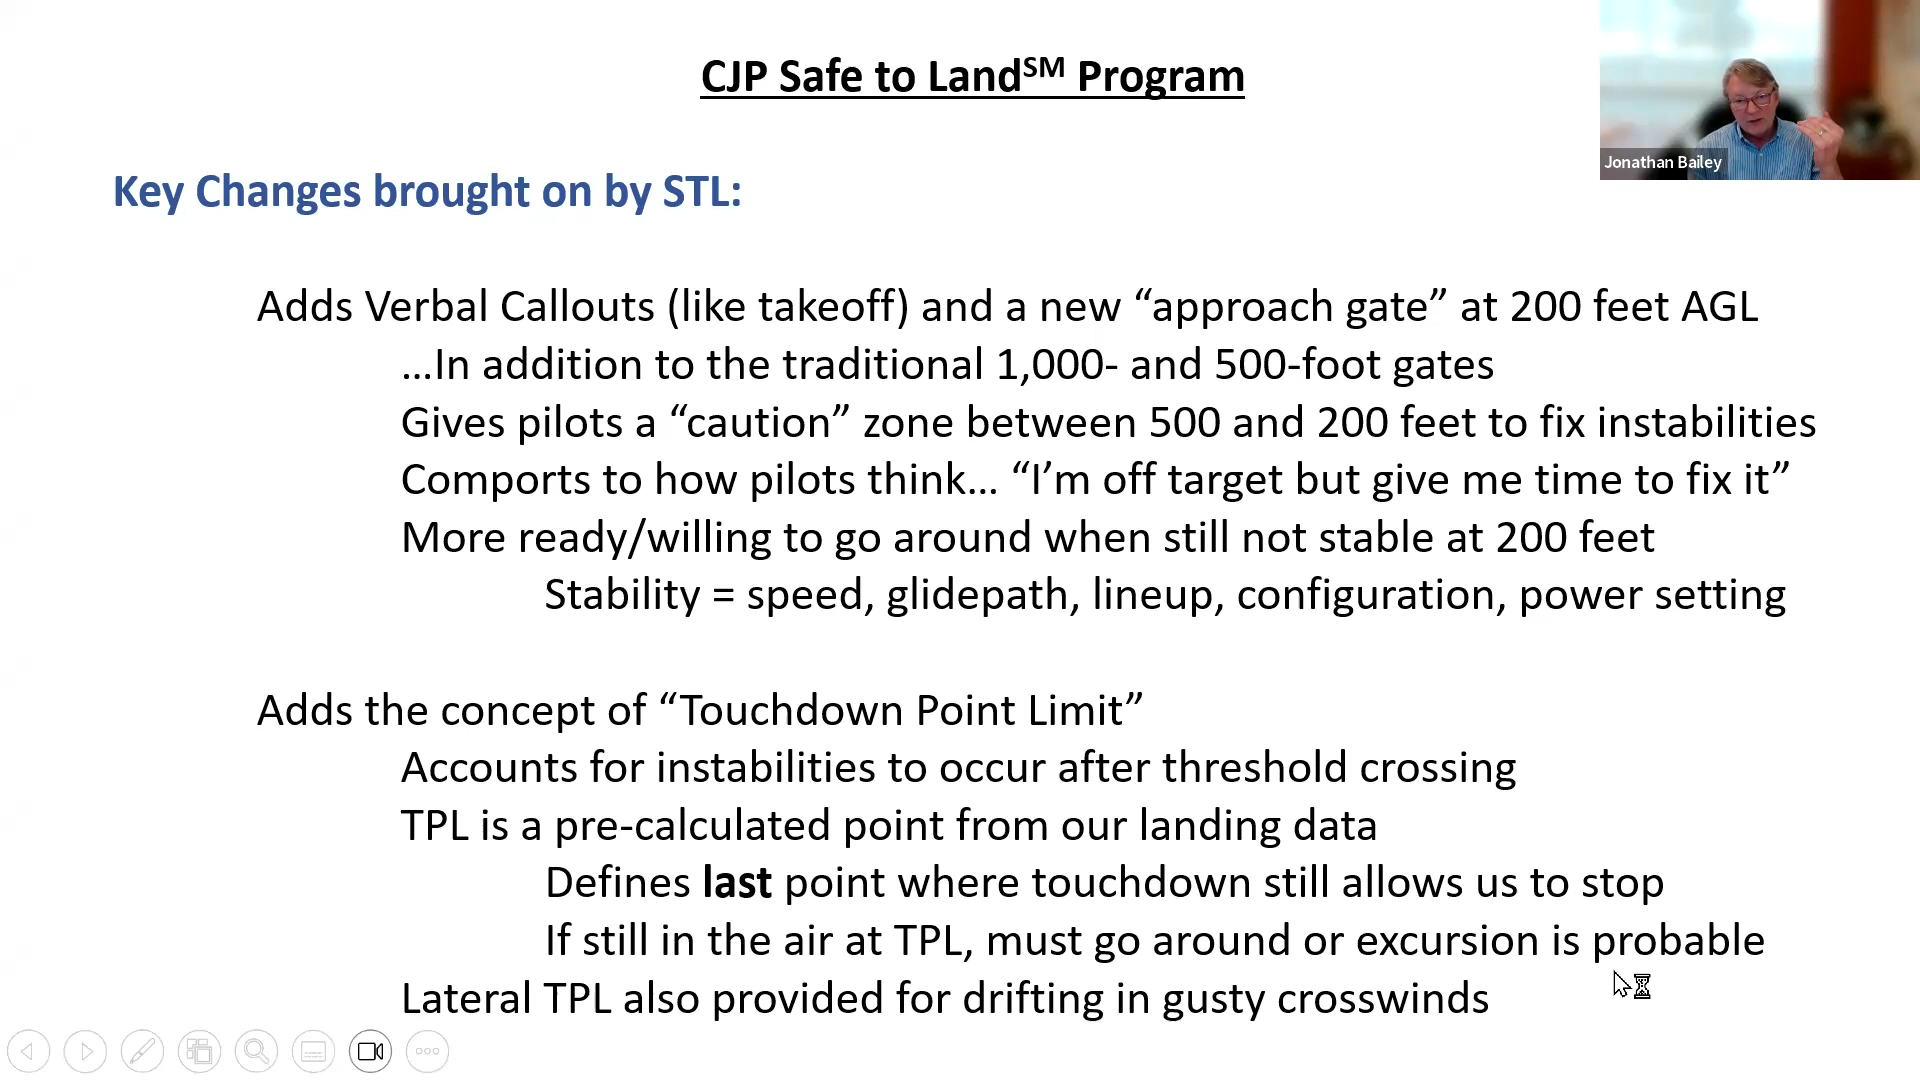 CJP Safe to Landˢᴹ Program
Jonathan Bailey
Key Changes brought on by STL:
Adds Verbal Callouts (like takeoff) and a new “approach gate” at 200 feet AGL
…In addition to the traditional 1,000- and 500-foot gates
Gives pilots a “caution” zone between 500 and 200 feet to fix instabilities
Comports to how pilots think… “I’m off target but give me time to fix it”
More ready/willing to go around when still not stable at 200 feet
Stability = speed, glidepath, lineup, configuration, power setting
Adds the concept of “Touchdown Point Limit”
Accounts for instabilities to occur after threshold crossing
TPL is a pre-calculated point from our landing data
Defines last point where touchdown still allows us to stop
If still in the air at TPL, must go around or excursion is probable
Lateral TPL also provided for drifting in gusty crosswinds